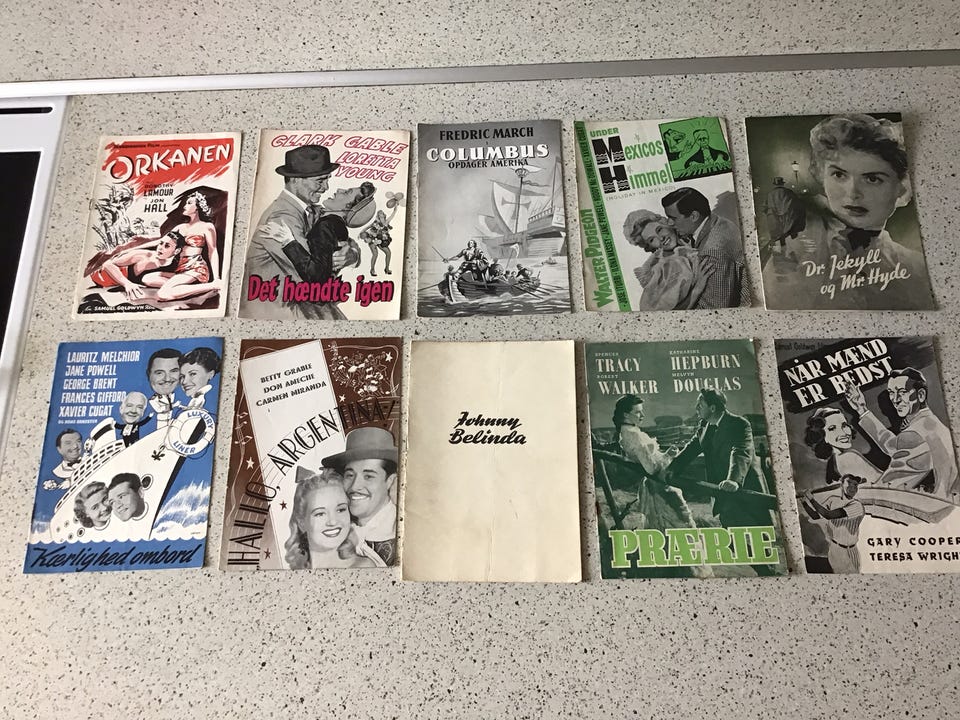 ORKANEN
DOROTHY
LAMOUR
JON
HALL
SAMUEL GOLDWYN
CLARK GABLE
LORETTA
YOUNG
Det hændte igen
FREDRIC MARCH
COLUMBUS
OPDAGER AMERIKA
UNDER
MEXICOS
HIMMEL
(HOLIDAY IN MEXICO)
WALTER PIDGEON
Dr. Jekyll
og Mr. Hyde
LAURITZ MELCHIOR
JANE POWELL
GEORGE BRENT
FRANCES GIFFORD
XAVIER CUGAT
OG HANS ORKESTER
LUXURY
LINER
Kærlighed ombord
BETTY GRABLE
DON AMECHE
CARMEN MIRANDA
HALLO ARGENTINA!
Johnny
Belinda
SPENCER
TRACY
KATHARINE
HEPBURN
ROBERT
WALKER
MELVYN
DOUGLAS
PRÆRIE
NÅR MÆND
ER BEDST
GARY COOPER
TERESA WRIGHT